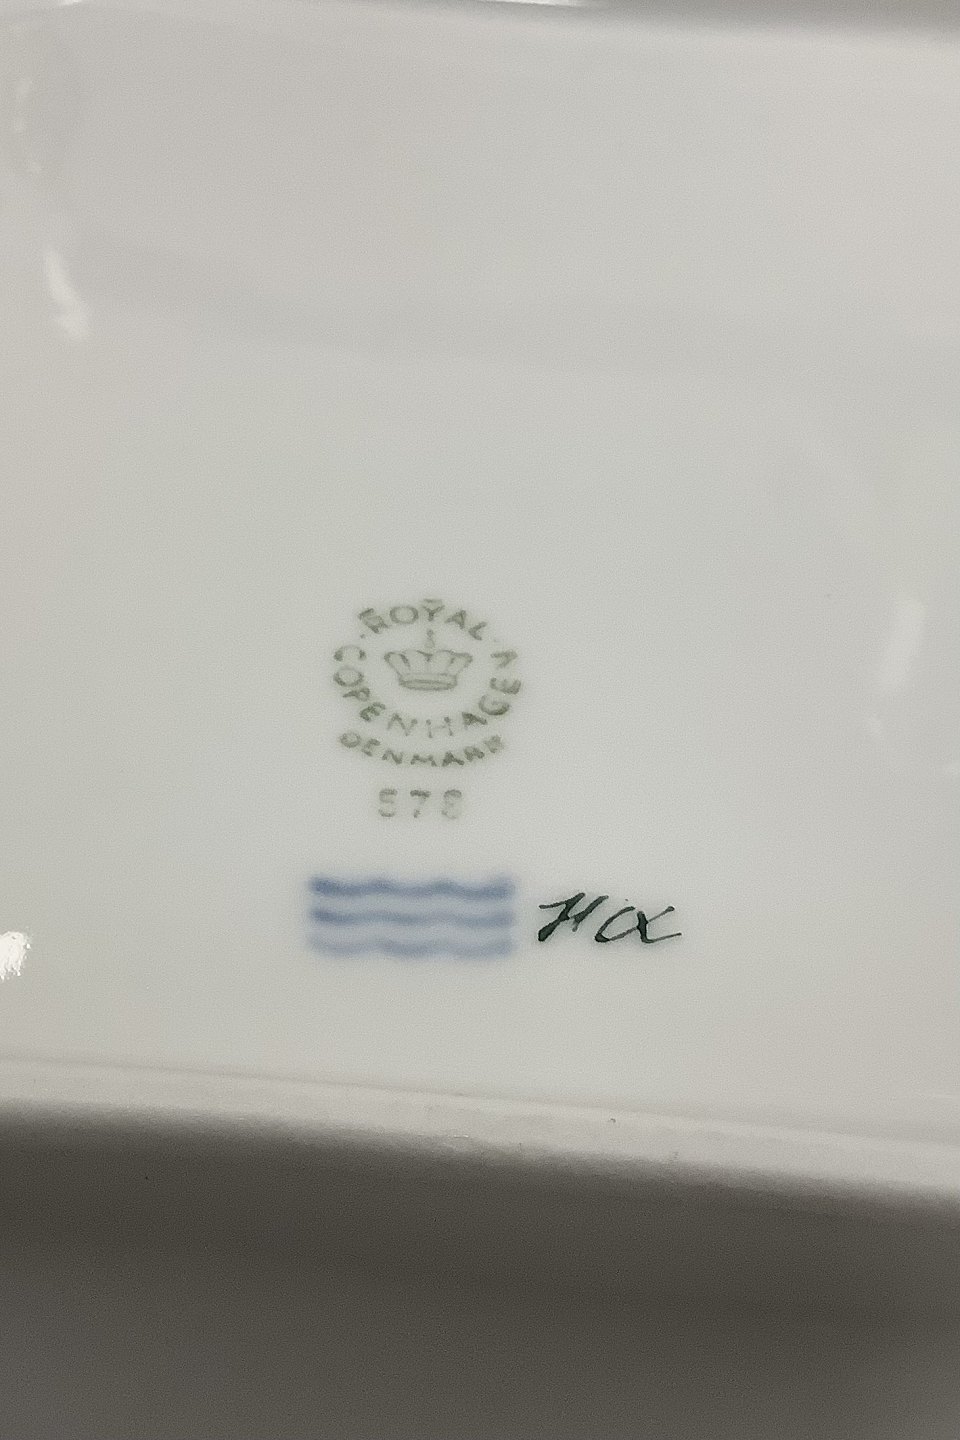 ROYAL
COPENHAGEN
DENMARK
578